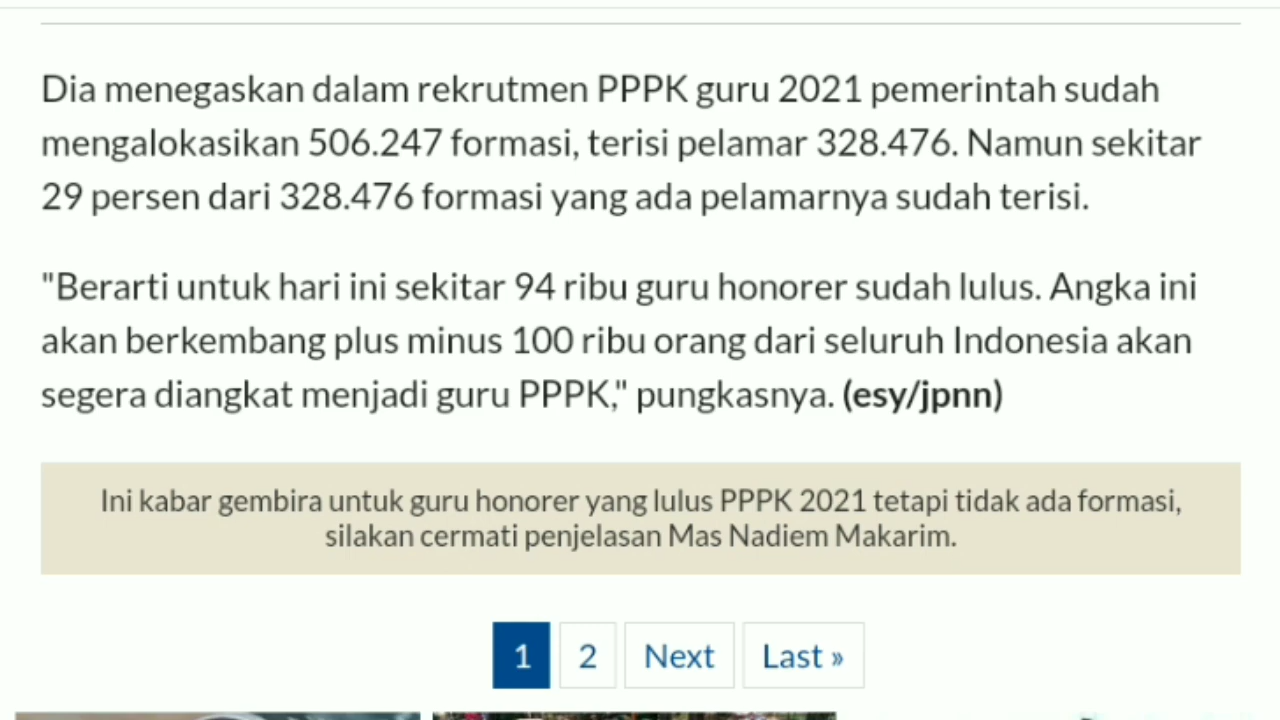 Dia menegaskan dalam rekrutmen PPPK guru 2021 pemerintah sudah
mengalokasikan 506.247 formasi, terisi pelamar 328.476. Namun sekitar
29 persen dari 328.476 formasi yang ada pelamarnya sudah terisi.
"Berarti untuk hari ini sekitar 94 ribu guru honorer sudah lulus. Angka ini
akan berkembang plus minus 100 ribu orang dari seluruh Indonesia akan
segera diangkat menjadi guru PPPK," pungkasnya. (esy/jpnn)
Ini kabar gembira untuk guru honorer yang lulus PPPK 2021 tetapi tidak ada formasi,
silakan cermati penjelasan Mas Nadiem Makarim.
1 2 Next Last »